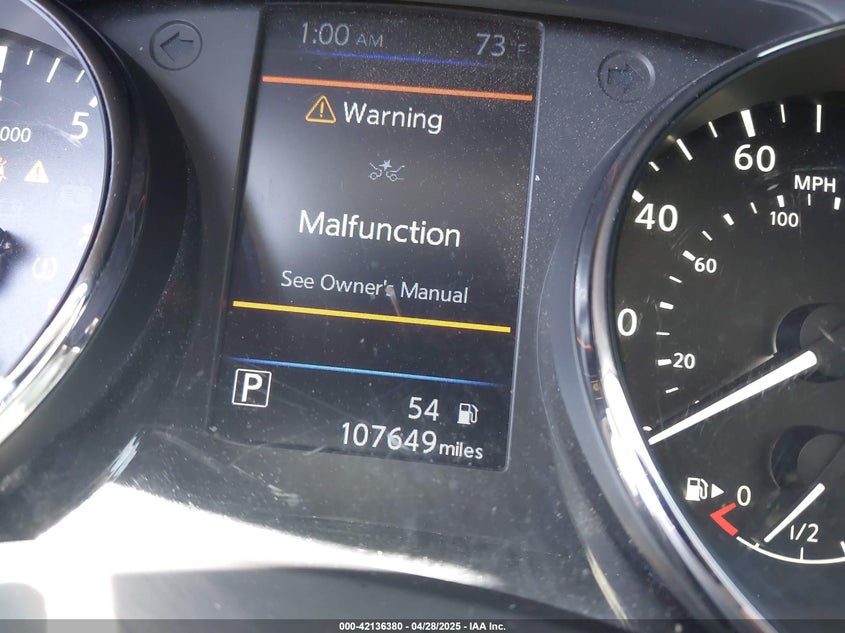 1:00 AM 73°F
Warning
Malfunction
See Owner's Manual
P
54
107649 miles
5
000
60
MPH
40
100
60
20
0
1/2
000-42136380 / 04/28/2025 - IAA Inc.